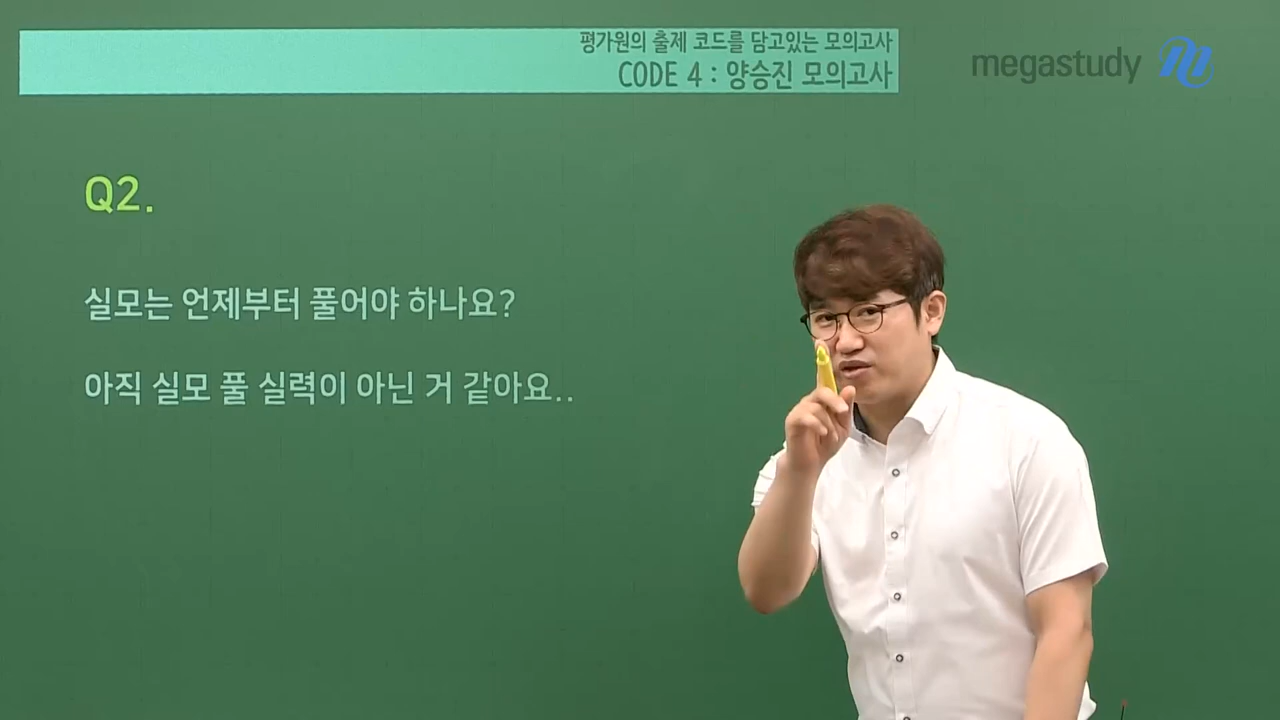 평가원의 출제 코드를 담고있는 모의고사
CODE 4 : 양승진 모의고사
megastudy
Q2.
실모는 언제부터 풀어야 하나요?
아직 실모 풀 실력이 아닌 거 같아요..